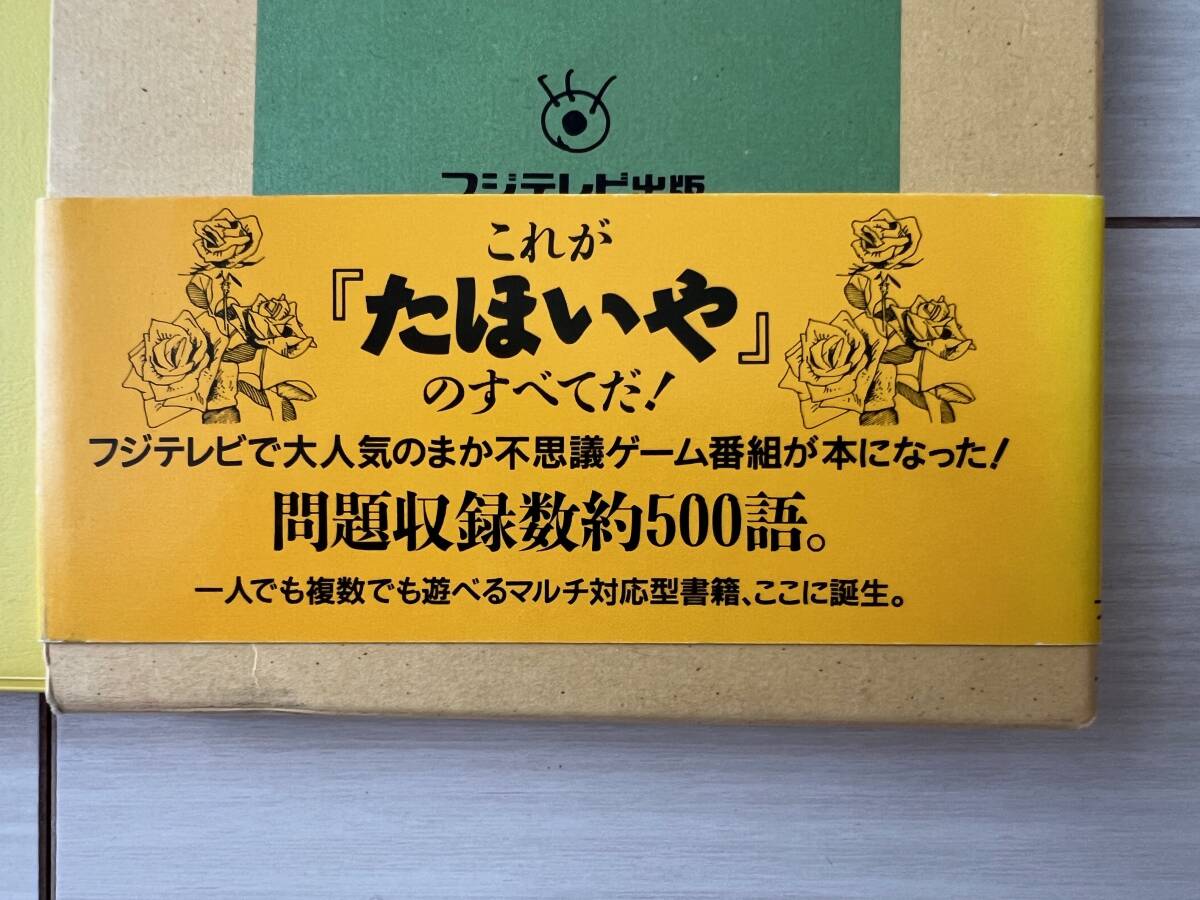 フジテレビ出版
これが
『たほいや』
のすべてだ!
フジテレビで大人気のまか不思議ゲーム番組が本になった!
問題収録数約500語。
一人でも複数でも遊べるマルチ対応型書籍、ここに誕生。